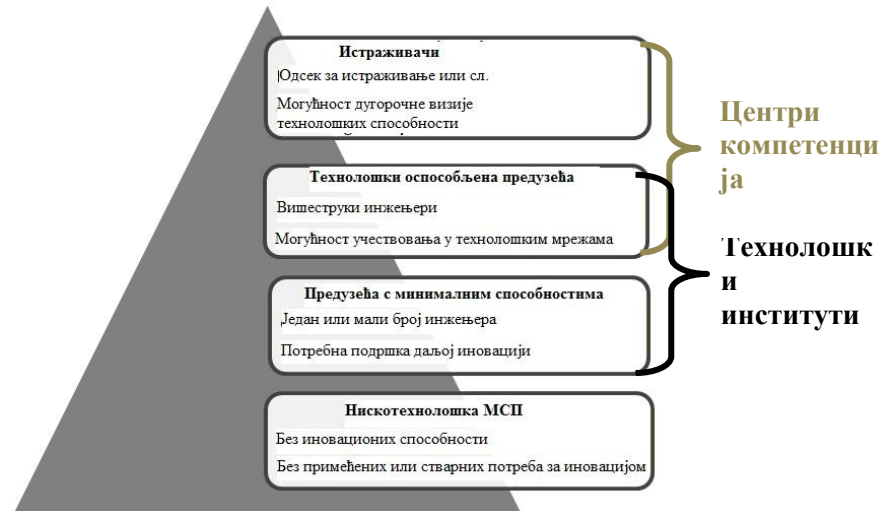 Истраживачи
Одсек за истраживање или сл.
Могућност дугорочне визије
технолошких способности
Технолошки оспособљена предузећа
Вишеструки инжењери
Могућност учествовања у технолошким мрежама
Предузећа с минималним способностима
Један или мали број инжењера
Потребна подршка даљој иновацији
Нискотехнолошка МСП
Без иновационих способности
Без примећених или стварних потреба за иновацијом
Центри
компетенци
ја
Технолошк
и
институти